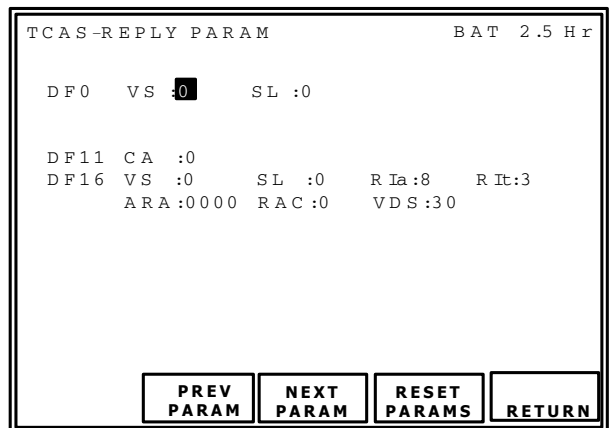 TCAS-REPLY PARAM BAT 2.5 Hr
DF0 VS :0 SL :0
DF11 CA :0
DF16 VS :0 SL :0 RIa:8 RIt:3
ARA:0000 RAC:0 VDS:30
PREV PARAM
NEXT PARAM
RESET PARAMS
RETURN